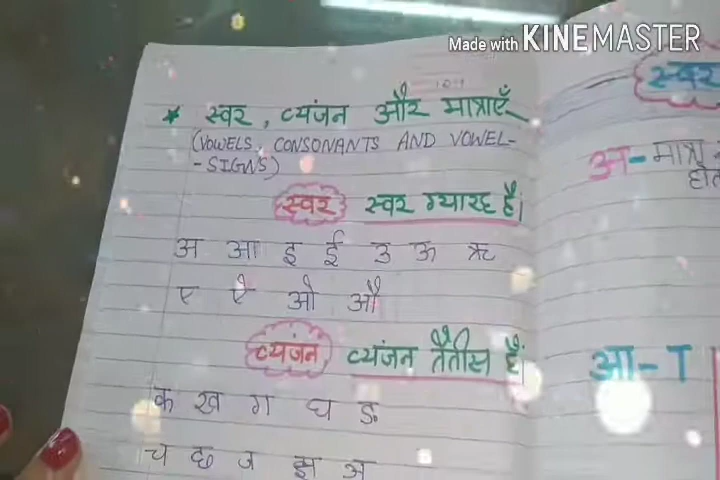 Made with KINEMASTER
* स्वर, व्यंजन और मात्राएँ
(VOWELS, CONSONANTS AND VOWEL-
-SIGNS)
स्वर स्वर ग्यारह हैं।
अ आ इ ई उ ऊ ऋ
ए ऐ ओ औ
व्यंजन व्यंजन तैंतीस हैं।
क ख ग घ ङ
च छ ज झ ञ
स्वर
अ - मात्रा
आ - ा